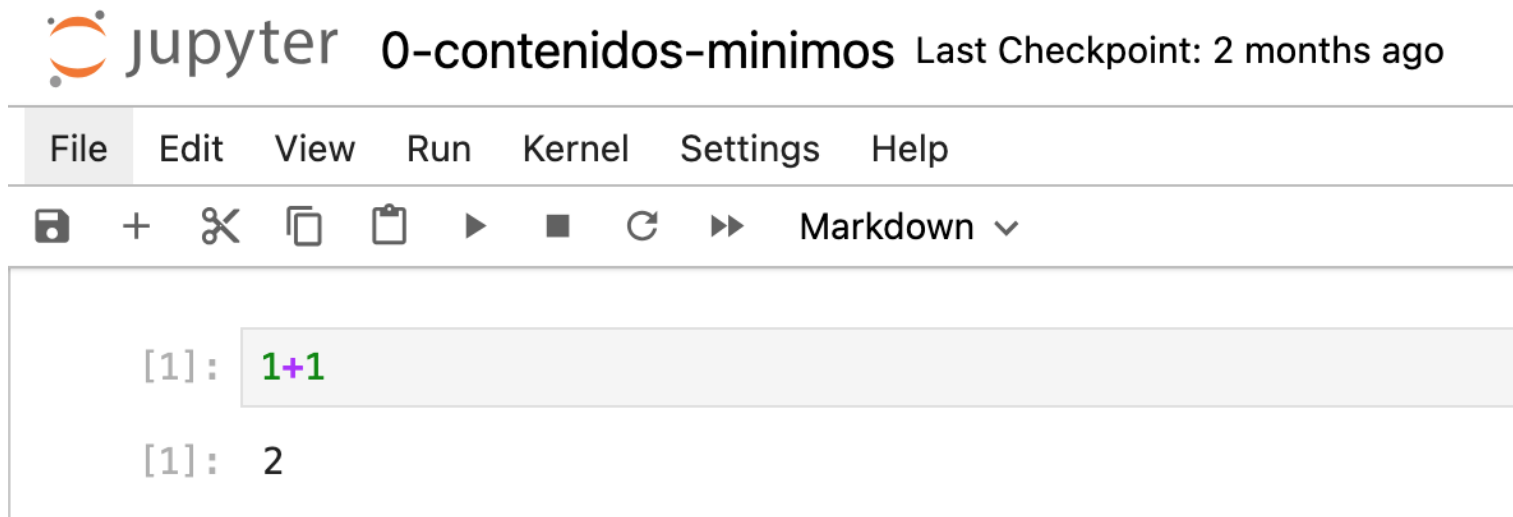 jupyter 0-contenidos-minimos Last Checkpoint: 2 months ago
File Edit View Run Kernel Settings Help
Markdown
[1]: 1+1
[1]: 2